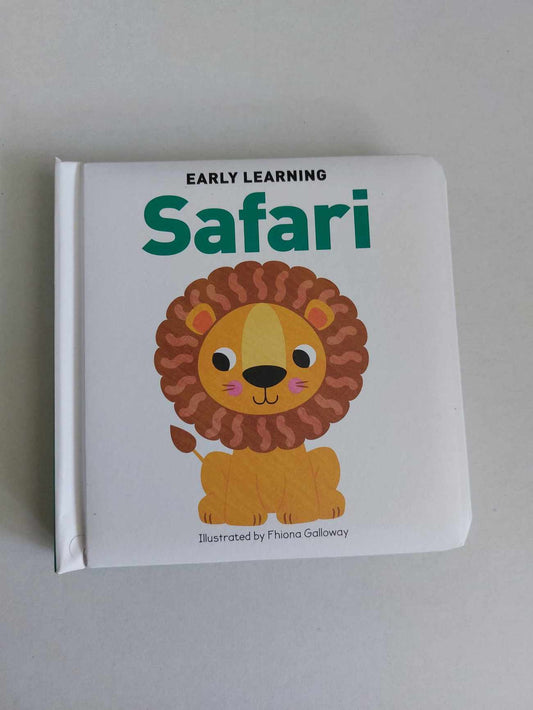 EARLY LEARNING
Safari
Illustrated by Fhiona Galloway